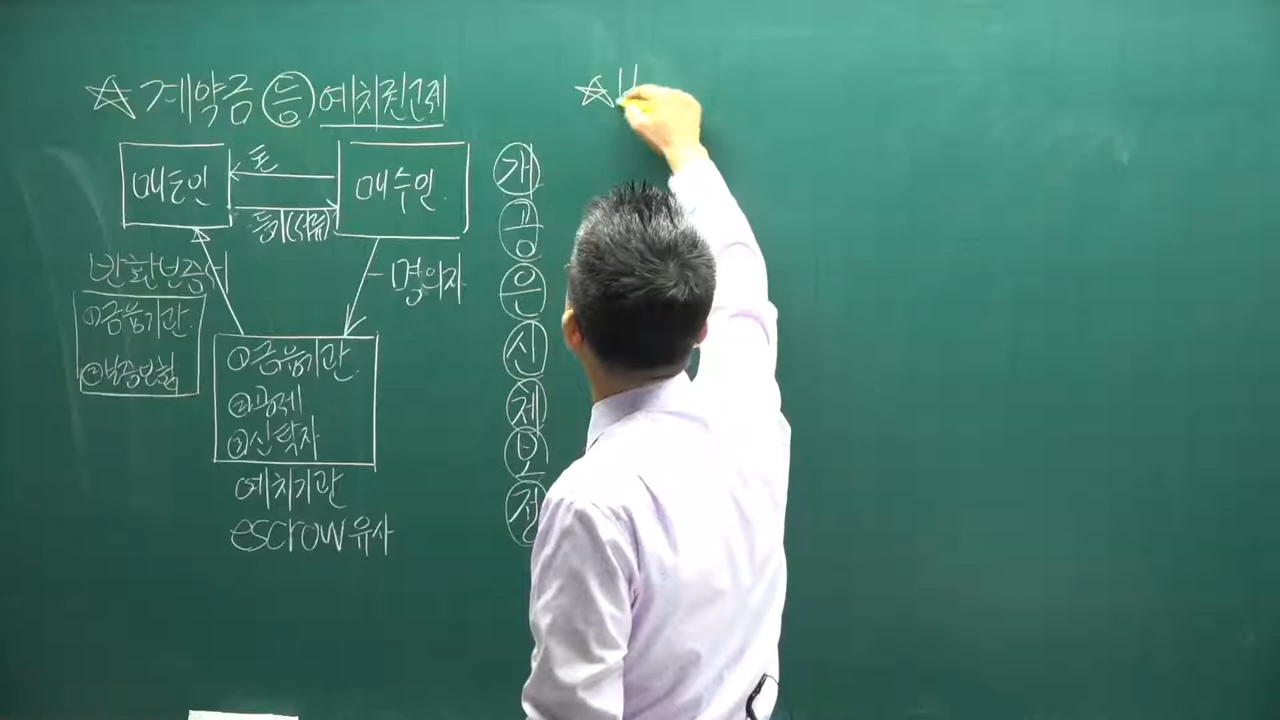 ☆ 계약금 등 예치권고제
매도인
돈
매수인
등기(서류)
반환보증서
명의자
①금융기관
②보증보험
①금융기관
②공제
③신탁자
예치기관
escrow 유사
개
공
은
신
체
보
전
☆